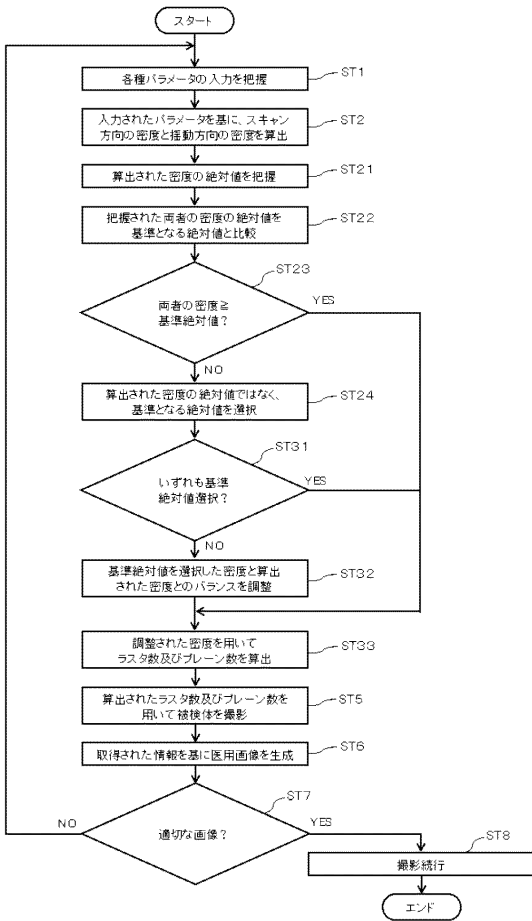 スタート
各種パラメータの入力を把握
ST1
入力されたパラメータを基に、スキャン
方向の密度と揺動方向の密度を算出
ST2
算出された密度の絶対値を把握
ST21
把握された両者の密度の絶対値を
基準となる絶対値と比較
ST22
ST23
両者の密度≧
基準絶対値？
YES
NO
算出された密度の絶対値ではなく、
基準となる絶対値を選択
ST24
ST31
いずれも基準
絶対値選択？
YES
NO
基準絶対値を選択した密度と算出
された密度とのバランスを調整
ST32
調整された密度を用いて
ラスタ数及びプレーン数を算出
ST33
算出されたラスタ数及びプレーン数を
用いて被検体を撮影
ST5
取得された情報を基に医用画像を生成
ST6
ST7
NO
適切な画像？
YES
ST8
撮影続行
エンド